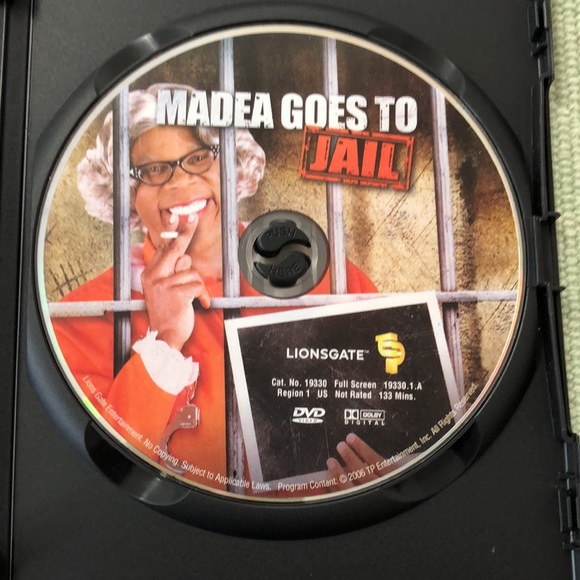 MADEA GOES TO
JAIL
PUSH
HERE
LIONSGATE™
Cat. No. 19330 Full Screen 19330.1.A
Region 1 US Not Rated 133 Mins.
DVD
VIDEO
DOLBY
DIGITAL
Lions Gate Entertainment. No Copying. Subject to Applicable Laws. Program Content: © 2006 TP Entertainment, Inc. All Rights Reserved.